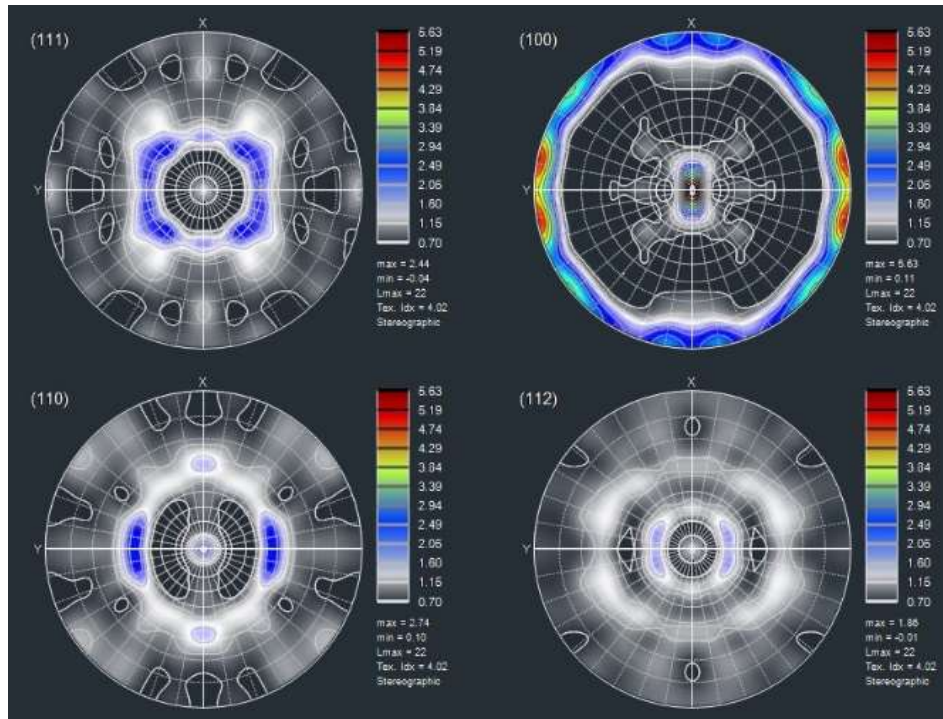 (111)
X
Y
5.63
5.19
4.74
4.29
3.84
3.39
2.94
2.49
2.05
1.60
1.15
0.70
max = 2.44
min = -0.04
Lmax = 22
Tex. Idx = 4.02
Stereographic
(100)
X
Y
5.63
5.19
4.74
4.29
3.84
3.39
2.94
2.49
2.05
1.60
1.15
0.70
max = 5.63
min = 0.11
Lmax = 22
Tex. Idx = 4.02
Stereographic
(110)
X
Y
5.63
5.19
4.74
4.29
3.84
3.39
2.94
2.49
2.05
1.60
1.15
0.70
max = 2.74
min = 0.10
Lmax = 22
Tex. Idx = 4.02
Stereographic
(112)
X
Y
5.63
5.19
4.74
4.29
3.84
3.39
2.94
2.49
2.05
1.60
1.15
0.70
max = 1.86
min = -0.01
Lmax = 22
Tex. Idx = 4.02
Stereographic